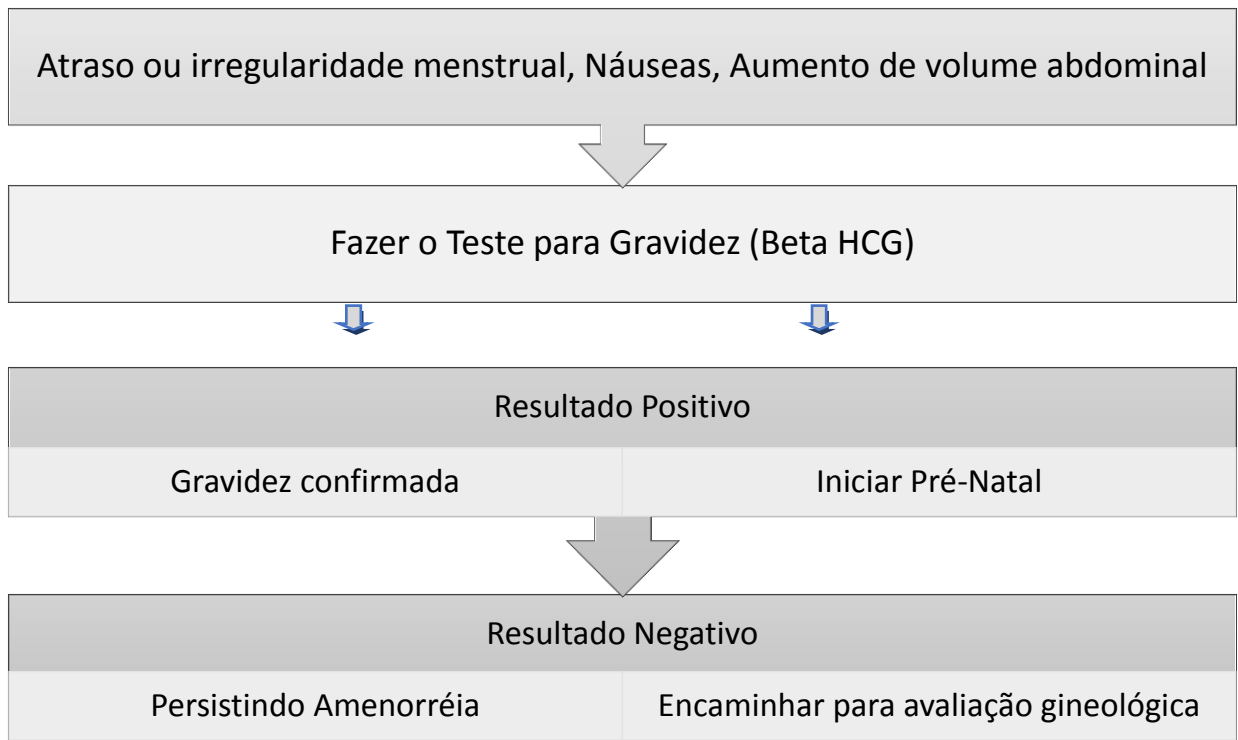 Atraso ou irregularidade menstrual, Náuseas, Aumento de volume abdominal
Fazer o Teste para Gravidez (Beta HCG)
Resultado Positivo
Gravidez confirmada
Iniciar Pré-Natal
Resultado Negativo
Persistindo Amenorréia
Encaminhar para avaliação gineológica